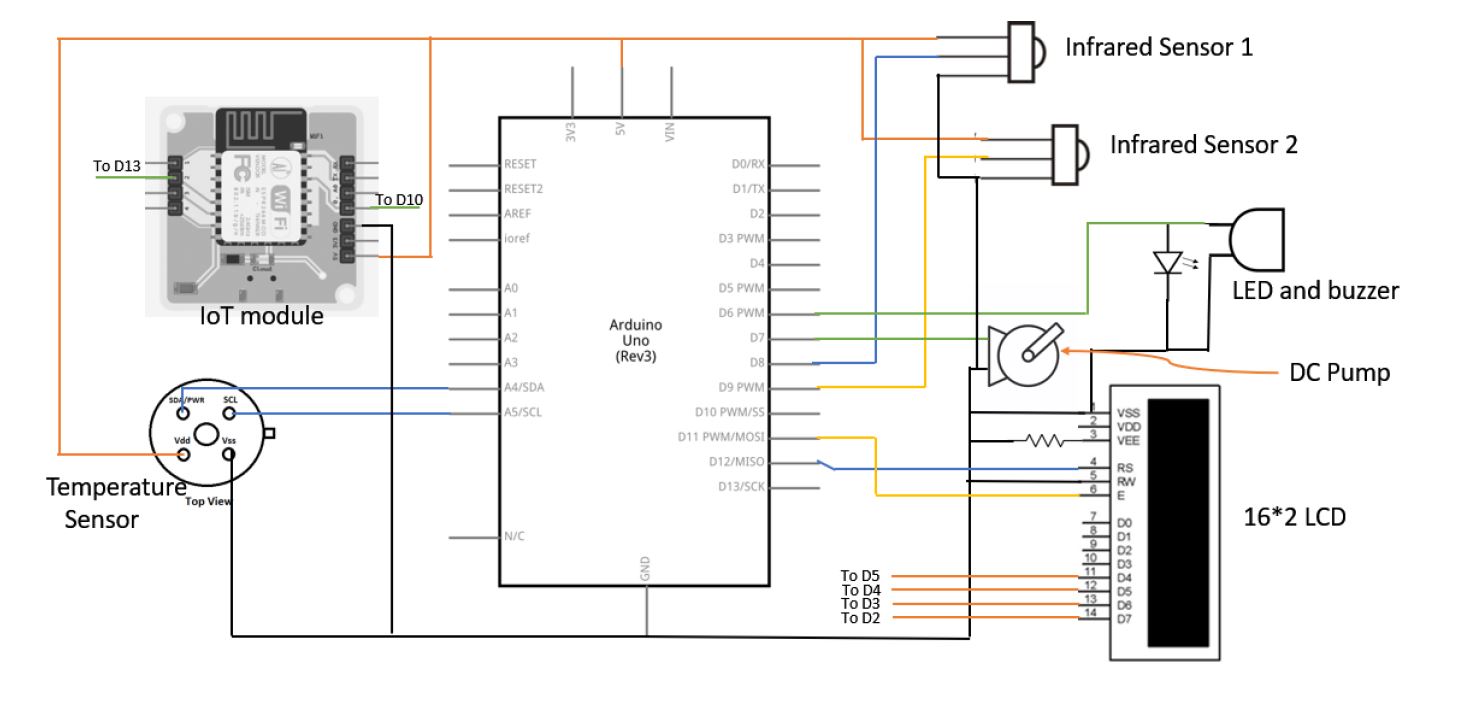 Infrared Sensor 1
Infrared Sensor 2
LED and buzzer
DC Pump
16*2 LCD
To D13
To D10
WiFi
FC
Cloud
IoT module
3V3
5V
VIN
RESET
RESET2
AREF
ioref
A0
A1
A2
A3
A4/SDA
A5/SCL
N/C
GND
Arduino
Uno
(Rev3)
D0/RX
D1/TX
D2
D3 PWM
D4
D5 PWM
D6 PWM
D7
D8
D9 PWM
D10 PWM/SS
D11 PWM/MOSI
D12/MISO
D13/SCK
SDA/PWR
SCL
Vdd
Vss
Top View
Temperature
Sensor
1 VSS
2 VDD
3 VEE
4 RS
5 RW
6 E
7 D0
8 D1
9 D2
10 D3
11 D4
12 D5
13 D6
14 D7
To D5
To D4
To D3
To D2